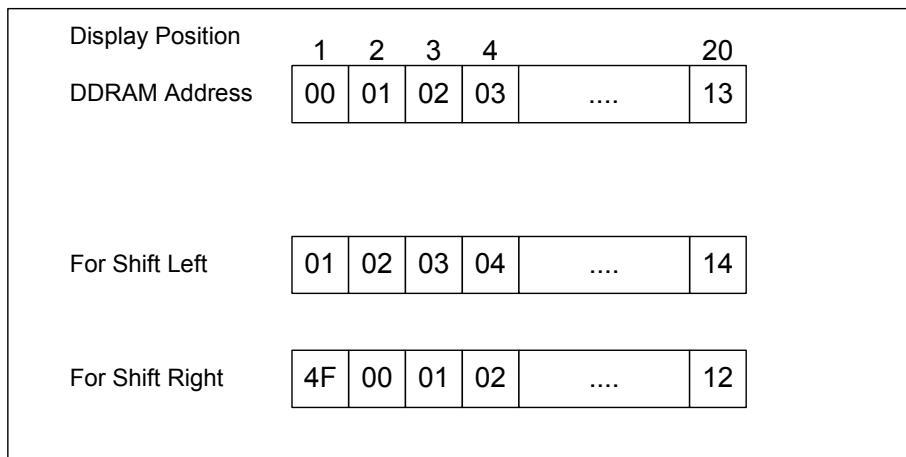 Display Position 1 2 3 4 20
DDRAM Address 00 01 02 03 .... 13
For Shift Left 01 02 03 04 .... 14
For Shift Right 4F 00 01 02 .... 12